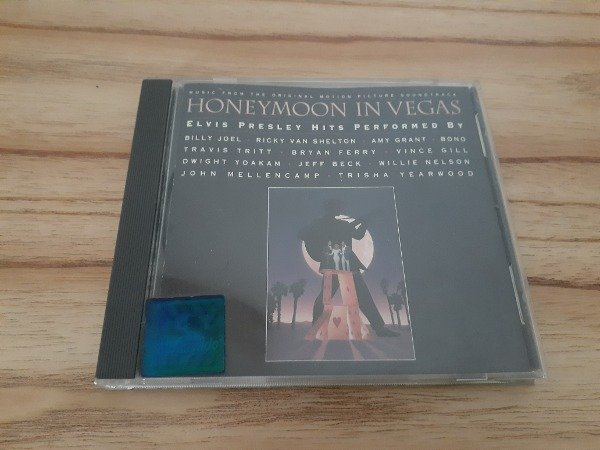 MUSIC FROM THE ORIGINAL MOTION PICTURE SOUNDTRACK
HONEYMOON IN VEGAS
ELVIS PRESLEY HITS PERFORMED BY
BILLY JOEL · RICKY VAN SHELTON · AMY GRANT · BONO
TRAVIS TRITT · BRYAN FERRY · VINCE GILL
DWIGHT YOAKAM · JEFF BECK · WILLIE NELSON
JOHN MELLENCAMP · TRISHA YEARWOOD